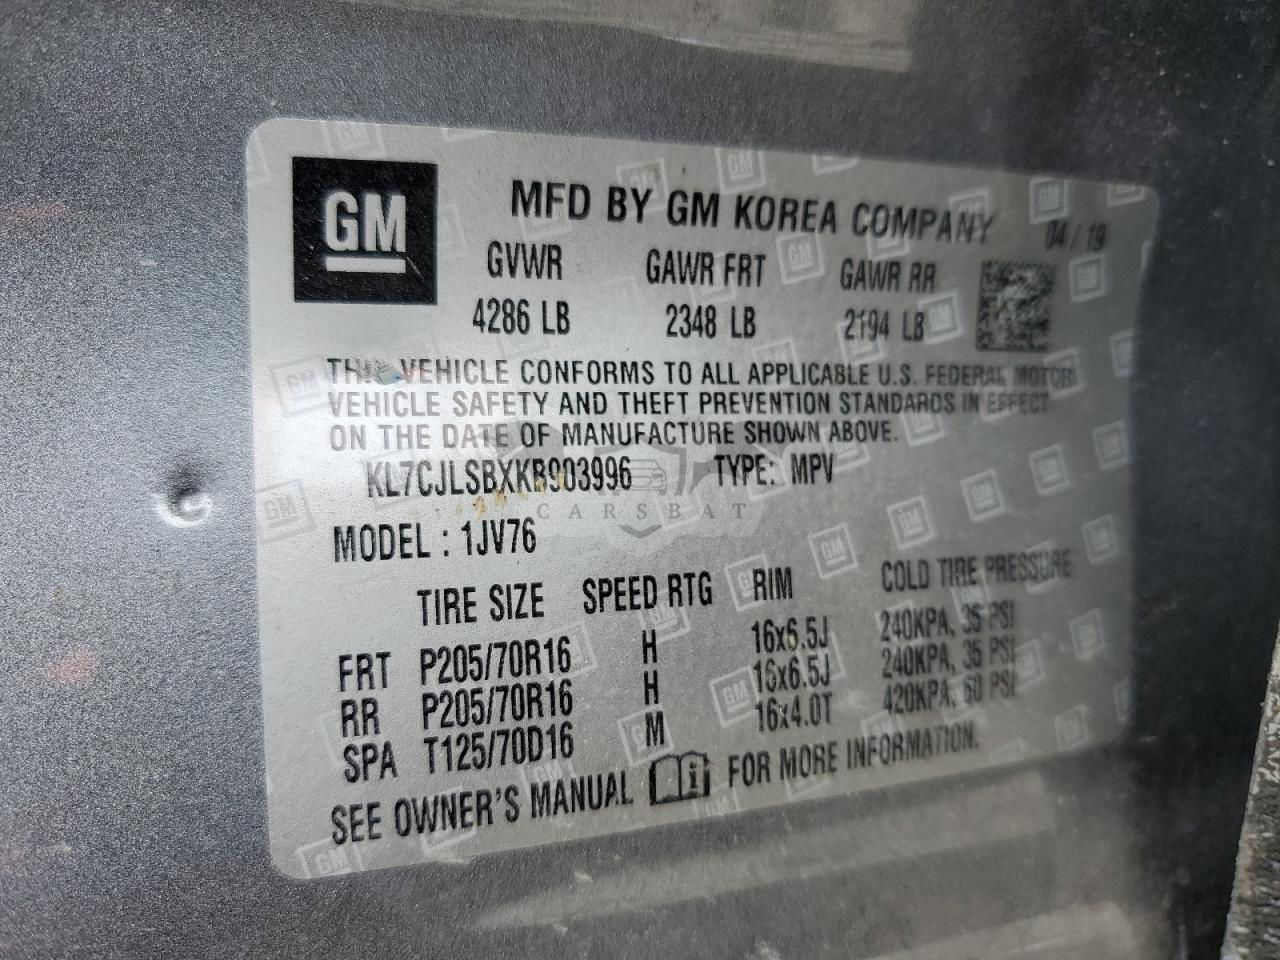 GM
MFD BY GM KOREA COMPANY 04/19
GVWR GAWR FRT GAWR RR
4286 LB 2348 LB 2194 LB
THIS VEHICLE CONFORMS TO ALL APPLICABLE U.S. FEDERAL MOTOR
VEHICLE SAFETY AND THEFT PREVENTION STANDARDS IN EFFECT
ON THE DATE OF MANUFACTURE SHOWN ABOVE.
KL7CJLSBXKB903996 TYPE: MPV
CARSBAT
MODEL : 1JV76
TIRE SIZE SPEED RTG RIM COLD TIRE PRESSURE
FRT P205/70R16 H 16x6.5J 240KPA, 35 PSI
RR P205/70R16 H 16x6.5J 240KPA, 35 PSI
SPA T125/70D16 M 16x4.0T 420KPA, 60 PSI
SEE OWNER'S MANUAL FOR MORE INFORMATION.